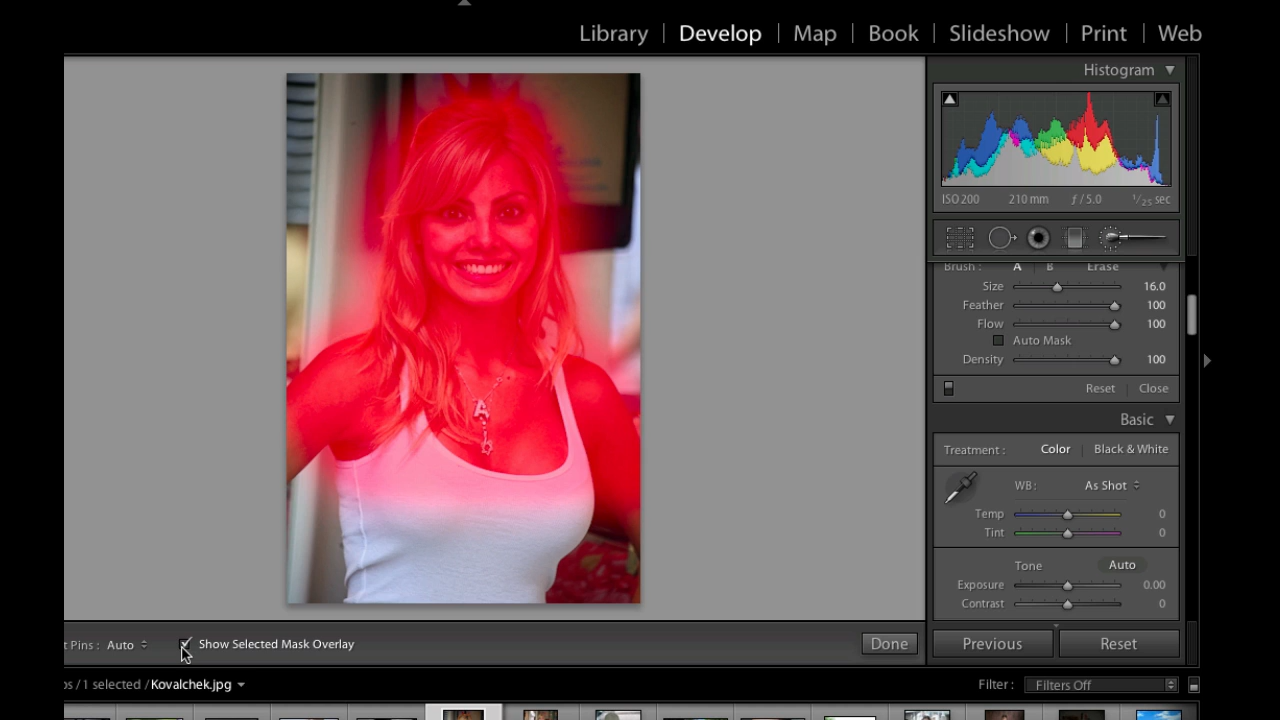 Library | Develop | Map | Book | Slideshow | Print | Web
Histogram
ISO 200 210 mm ƒ / 5.0 1/25 sec
Brush : A B Erase
Size 16.0
Feather 100
Flow 100
Auto Mask
Density 100
Reset | Close
Basic
Treatment : Color | Black & White
WB : As Shot
Temp 0
Tint 0
Tone Auto
Exposure 0.00
Contrast 0
Previous Reset
t Pins : Auto Show Selected Mask Overlay Done
os / 1 selected / Kovalchek.jpg Filter : Filters Off